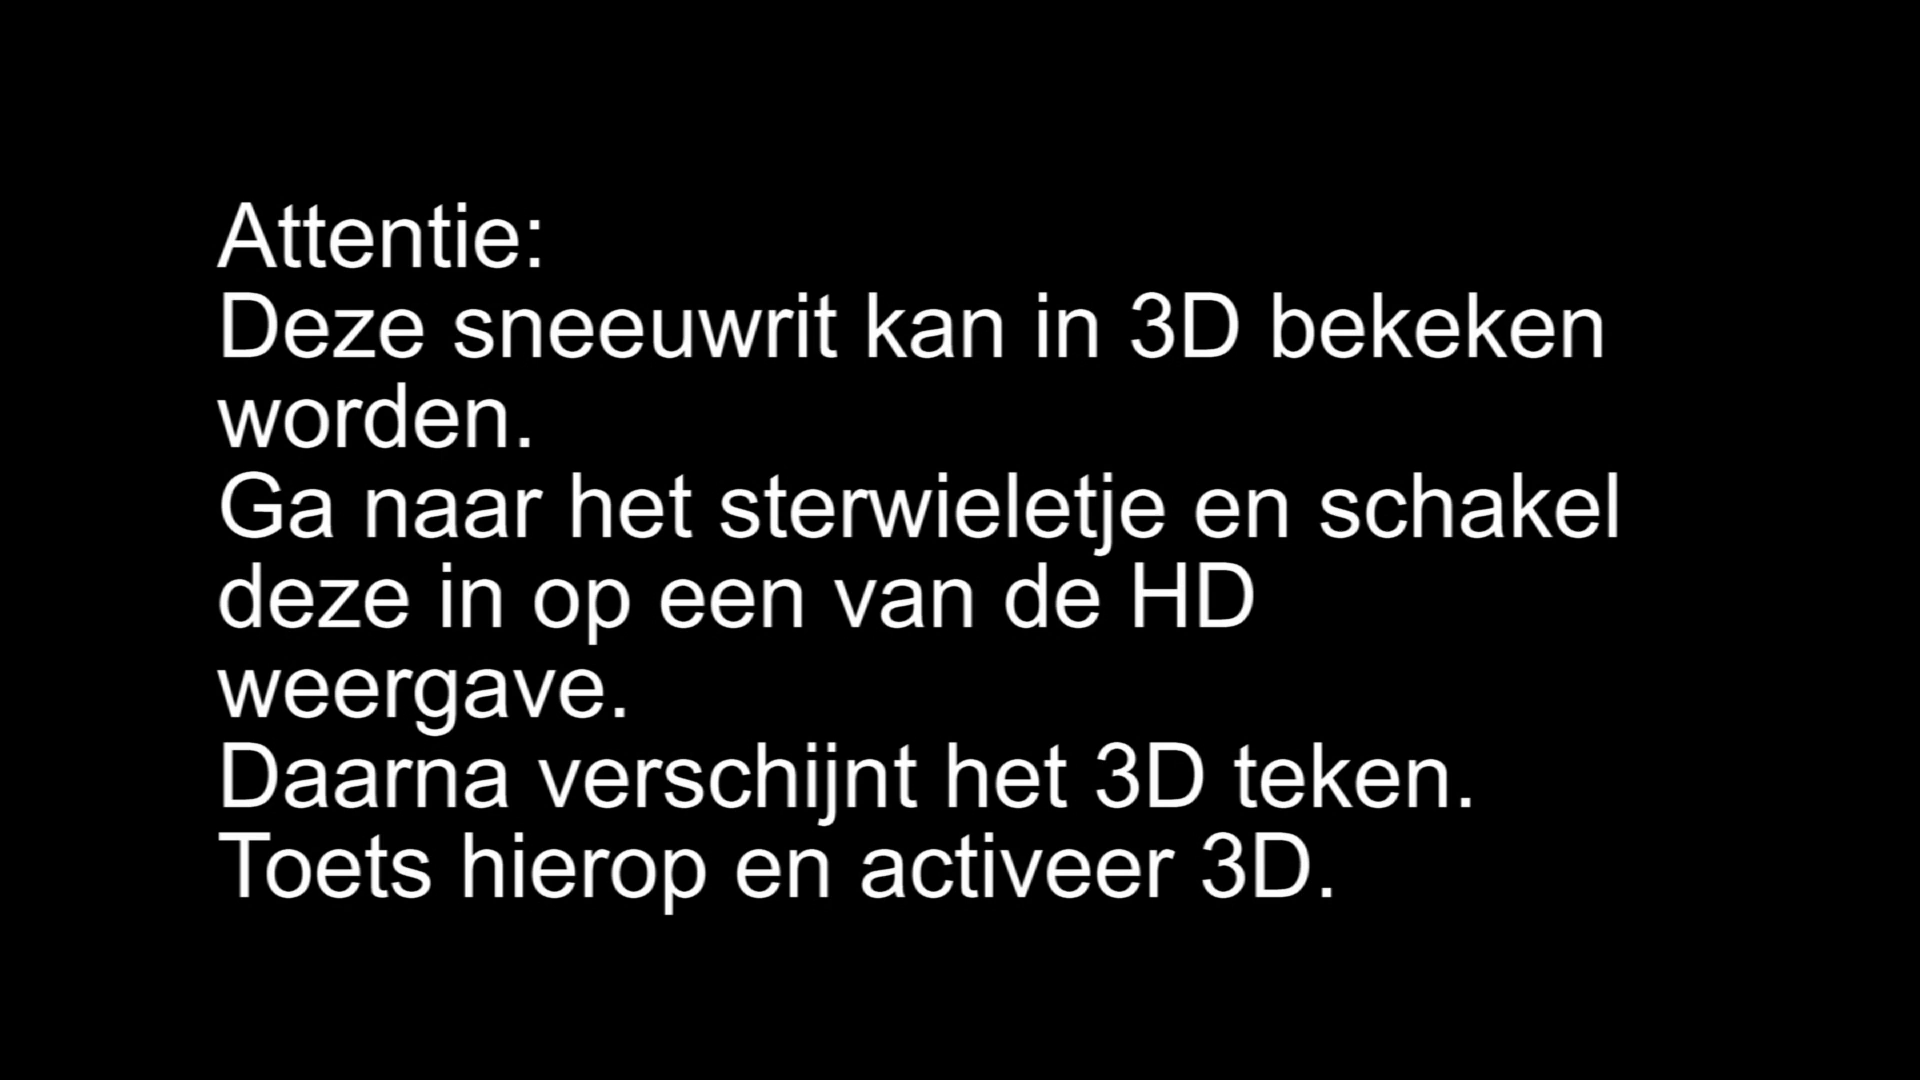 Attentie:
Deze sneeuwrit kan in 3D bekeken
worden.
Ga naar het sterwieletje en schakel
deze in op een van de HD
weergave.
Daarna verschijnt het 3D teken.
Toets hierop en activeer 3D.